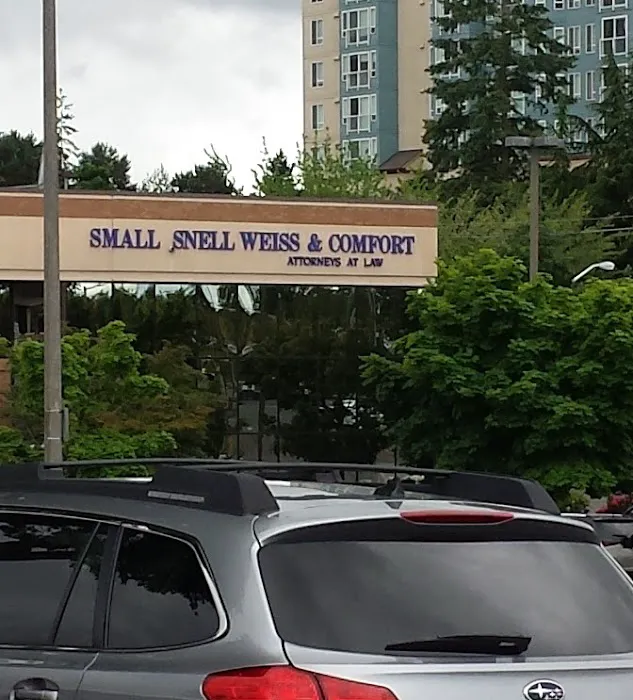 SMALL ,SNELL WEISS & COMFORT
ATTORNEYS AT LAW